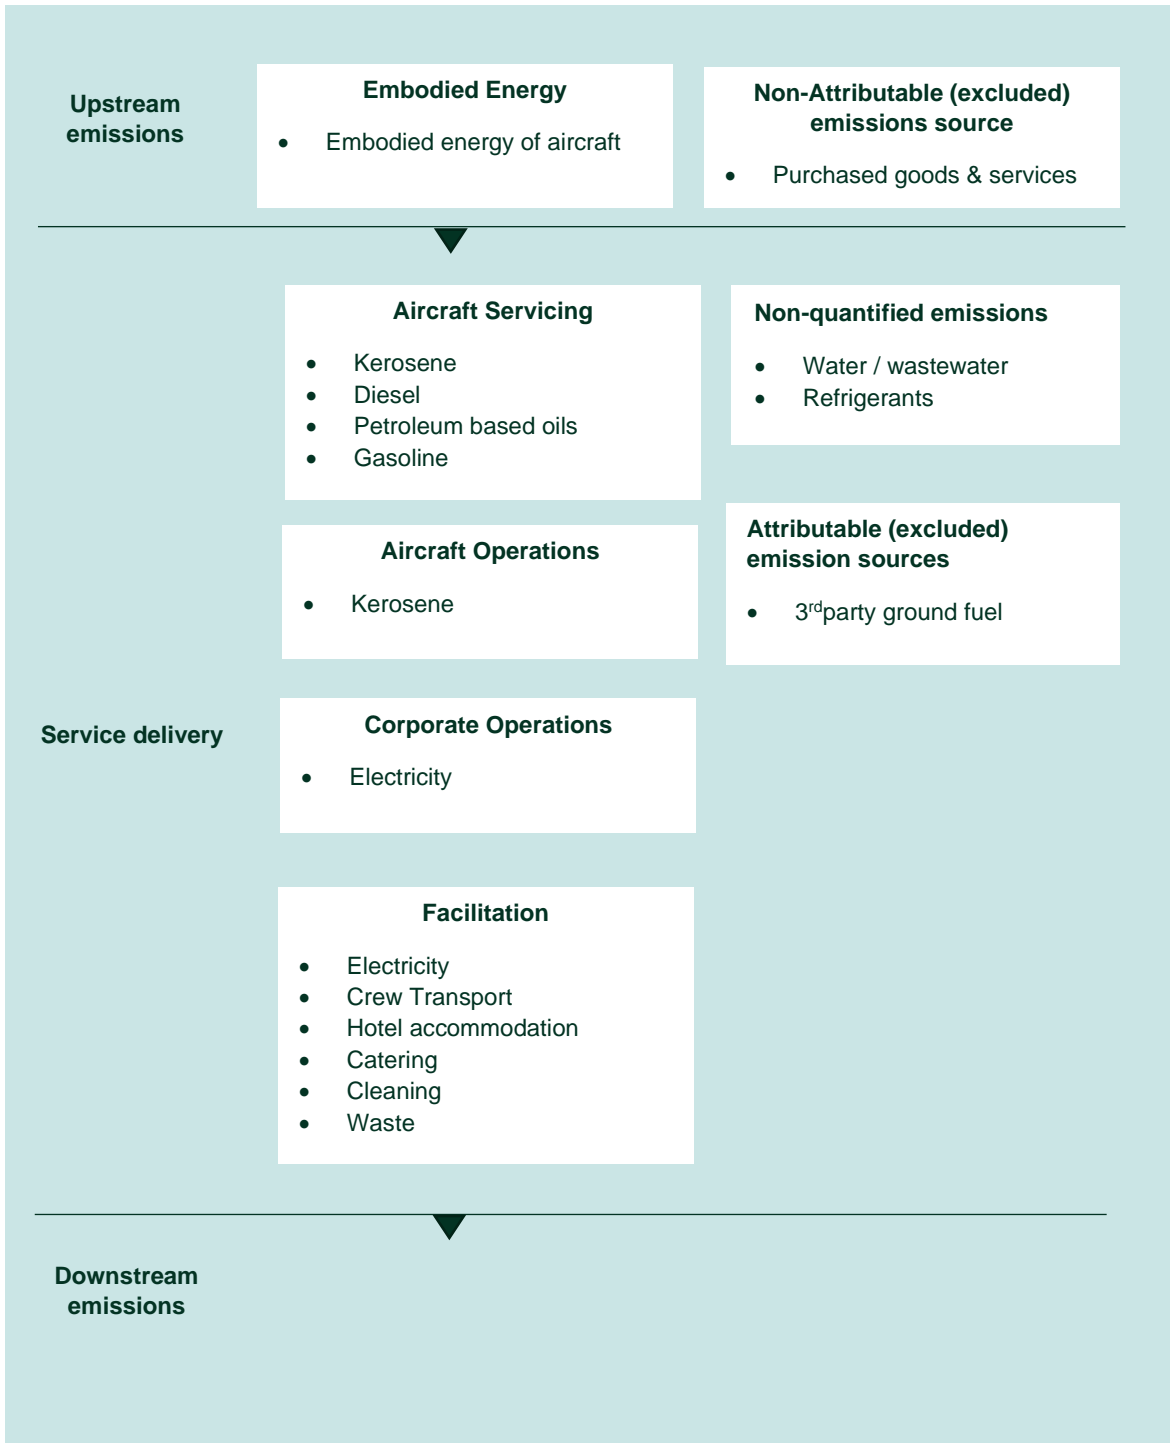 Upstream
emissions
Embodied Energy
• Embodied energy of aircraft
Non-Attributable (excluded)
emissions source
• Purchased goods & services
Service delivery
Aircraft Servicing
• Kerosene
• Diesel
• Petroleum based oils
• Gasoline
Non-quantified emissions
• Water / wastewater
• Refrigerants
Aircraft Operations
• Kerosene
Attributable (excluded)
emission sources
• 3rdparty ground fuel
Corporate Operations
• Electricity
Facilitation
• Electricity
• Crew Transport
• Hotel accommodation
• Catering
• Cleaning
• Waste
Downstream
emissions